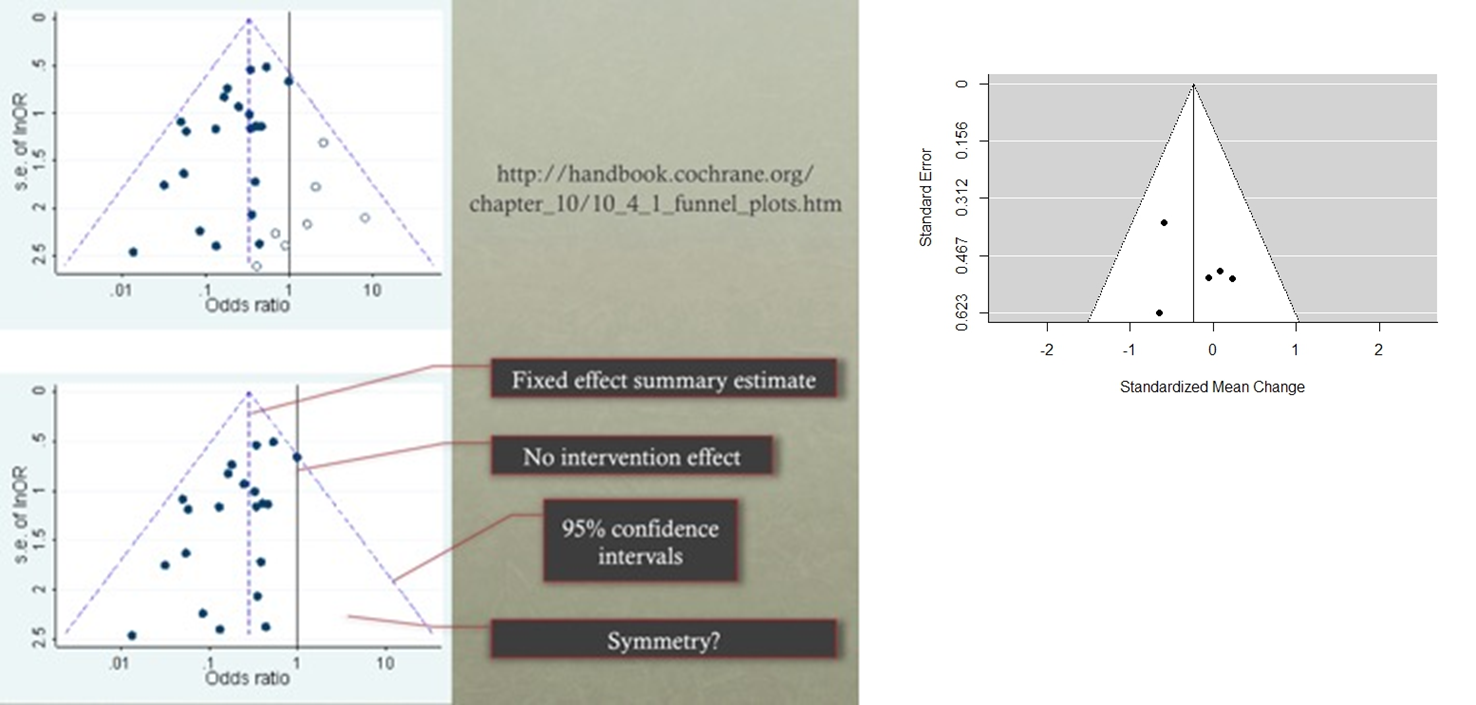 0
.5
1
1.5
2
2.5
s.e. of lnOR
.01
.1
1
10
Odds ratio
http://handbook.cochrane.org/
chapter_10/10_4_1_funnel_plots.htm
0
.5
1
1.5
2
2.5
s.e. of lnOR
.01
.1
1
10
Odds ratio
Fixed effect summary estimate
No intervention effect
95% confidence
intervals
Symmetry?
0
0.156
0.312
0.467
0.623
Standard Error
-2
-1
0
1
2
Standardized Mean Change